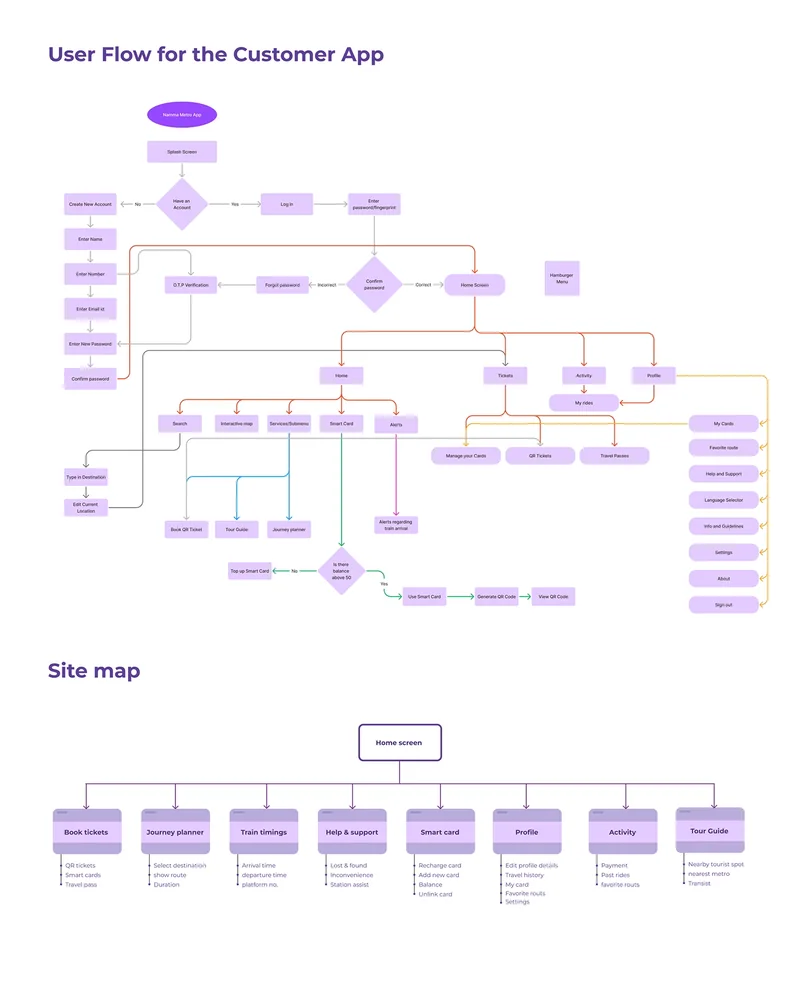 User Flow for the Customer App
Namma Metro App
Splash Screen
Create New Account
No
Have an
Account
Yes
Log In
Enter
password/fingerprint
Enter Name
Enter Number
O.T.P Verification
Forgot password
Incorrect
Confirm
password
Correct
Home Screen
Hamburger
Menu
Enter Email Id
Enter New Password
Confirm password
Home
Tickets
Activity
Profile
My rides
Search
Interactive map
Services/Suisness
Smart Card
Alerts
My Cards
Manage your Cards
QR Tickets
Travel Passes
Favorite route
Type in Destination
Help and Support
Edit Current
Location
Language Selector
Book QR Ticket
Tour Guide
Journey planner
Alerts regarding
train arrival
Info and Guidelines
Settings
Top up Smart Card
No
Is there
balance
above 50
Yes
About
Use Smart Card
Generate QR Code
View QR Code
Sign out
Site map
Home screen
Book tickets
Journey planner
Train timings
Help & support
Smart card
Profile
Activity
Tour Guide
QR tickets
Smart cards
Travel pass
Select destination
show route
Duration
Arrival time
departure time
platform no.
Lost & found
Inconvenience
Station assist
Recharge card
Add new card
Balance
Unlink card
Edit profile details
Travel history
My card
Favorite routs
Settings
Payment
Past rides
favorite routs
Nearby tourist spot
nearest metro
Transist